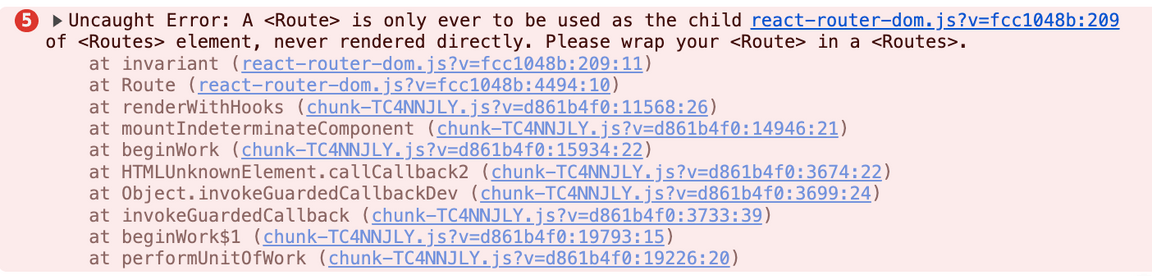 5 ▶Uncaught Error: A <Route> is only ever to be used as the child react-router-dom.js?v=fcc1048b:209
of <Routes> element, never rendered directly. Please wrap your <Route> in a <Routes>.
at invariant (react-router-dom.js?v=fcc1048b:209:11)
at Route (react-router-dom.js?v=fcc1048b:4494:10)
at renderWithHooks (chunk-TC4NNJLY.js?v=d861b4f0:11568:26)
at mountIndeterminateComponent (chunk-TC4NNJLY.js?v=d861b4f0:14946:21)
at beginWork (chunk-TC4NNJLY.js?v=d861b4f0:15934:22)
at HTMLUnknownElement.callCallback2 (chunk-TC4NNJLY.js?v=d861b4f0:3674:22)
at Object.invokeGuardedCallbackDev (chunk-TC4NNJLY.js?v=d861b4f0:3699:24)
at invokeGuardedCallback (chunk-TC4NNJLY.js?v=d861b4f0:3733:39)
at beginWork$1 (chunk-TC4NNJLY.js?v=d861b4f0:19793:15)
at performUnitOfWork (chunk-TC4NNJLY.js?v=d861b4f0:19226:20)